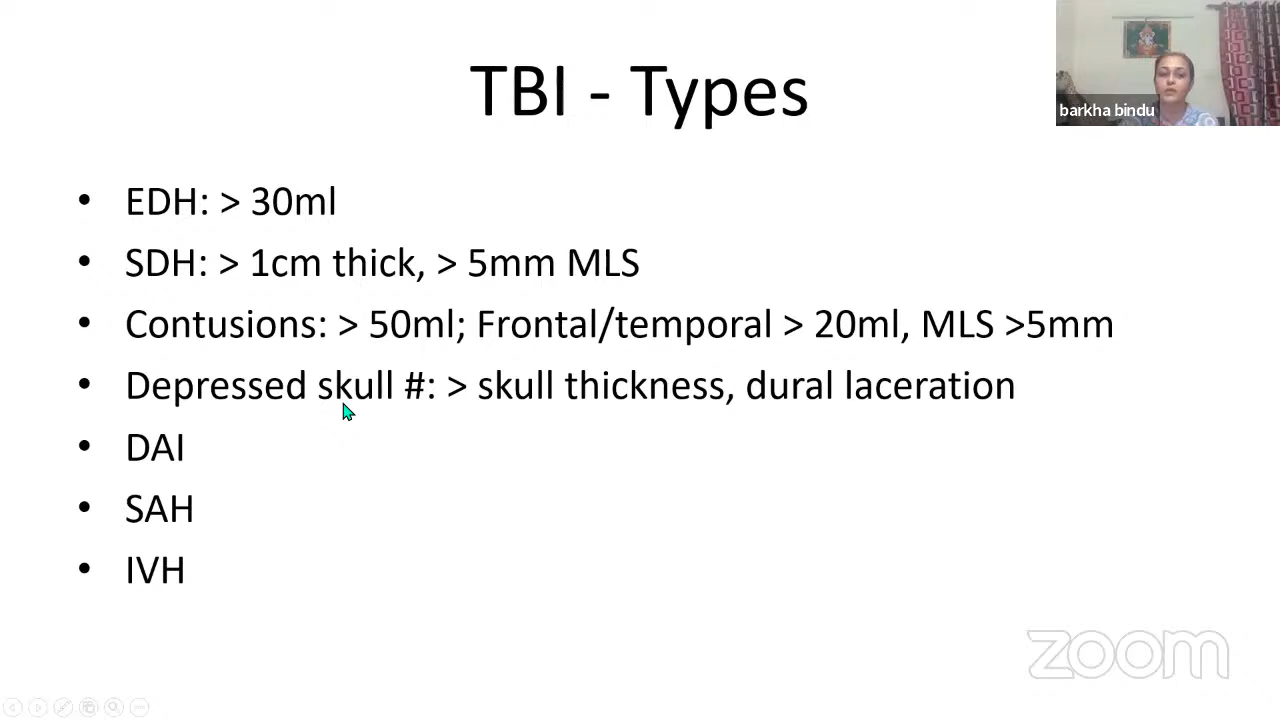 TBI - Types
barkha bindu
• EDH: > 30ml
• SDH: > 1cm thick, > 5mm MLS
• Contusions: > 50ml; Frontal/temporal > 20ml, MLS >5mm
• Depressed skull #: > skull thickness, dural laceration
• DAI
• SAH
• IVH
zoom